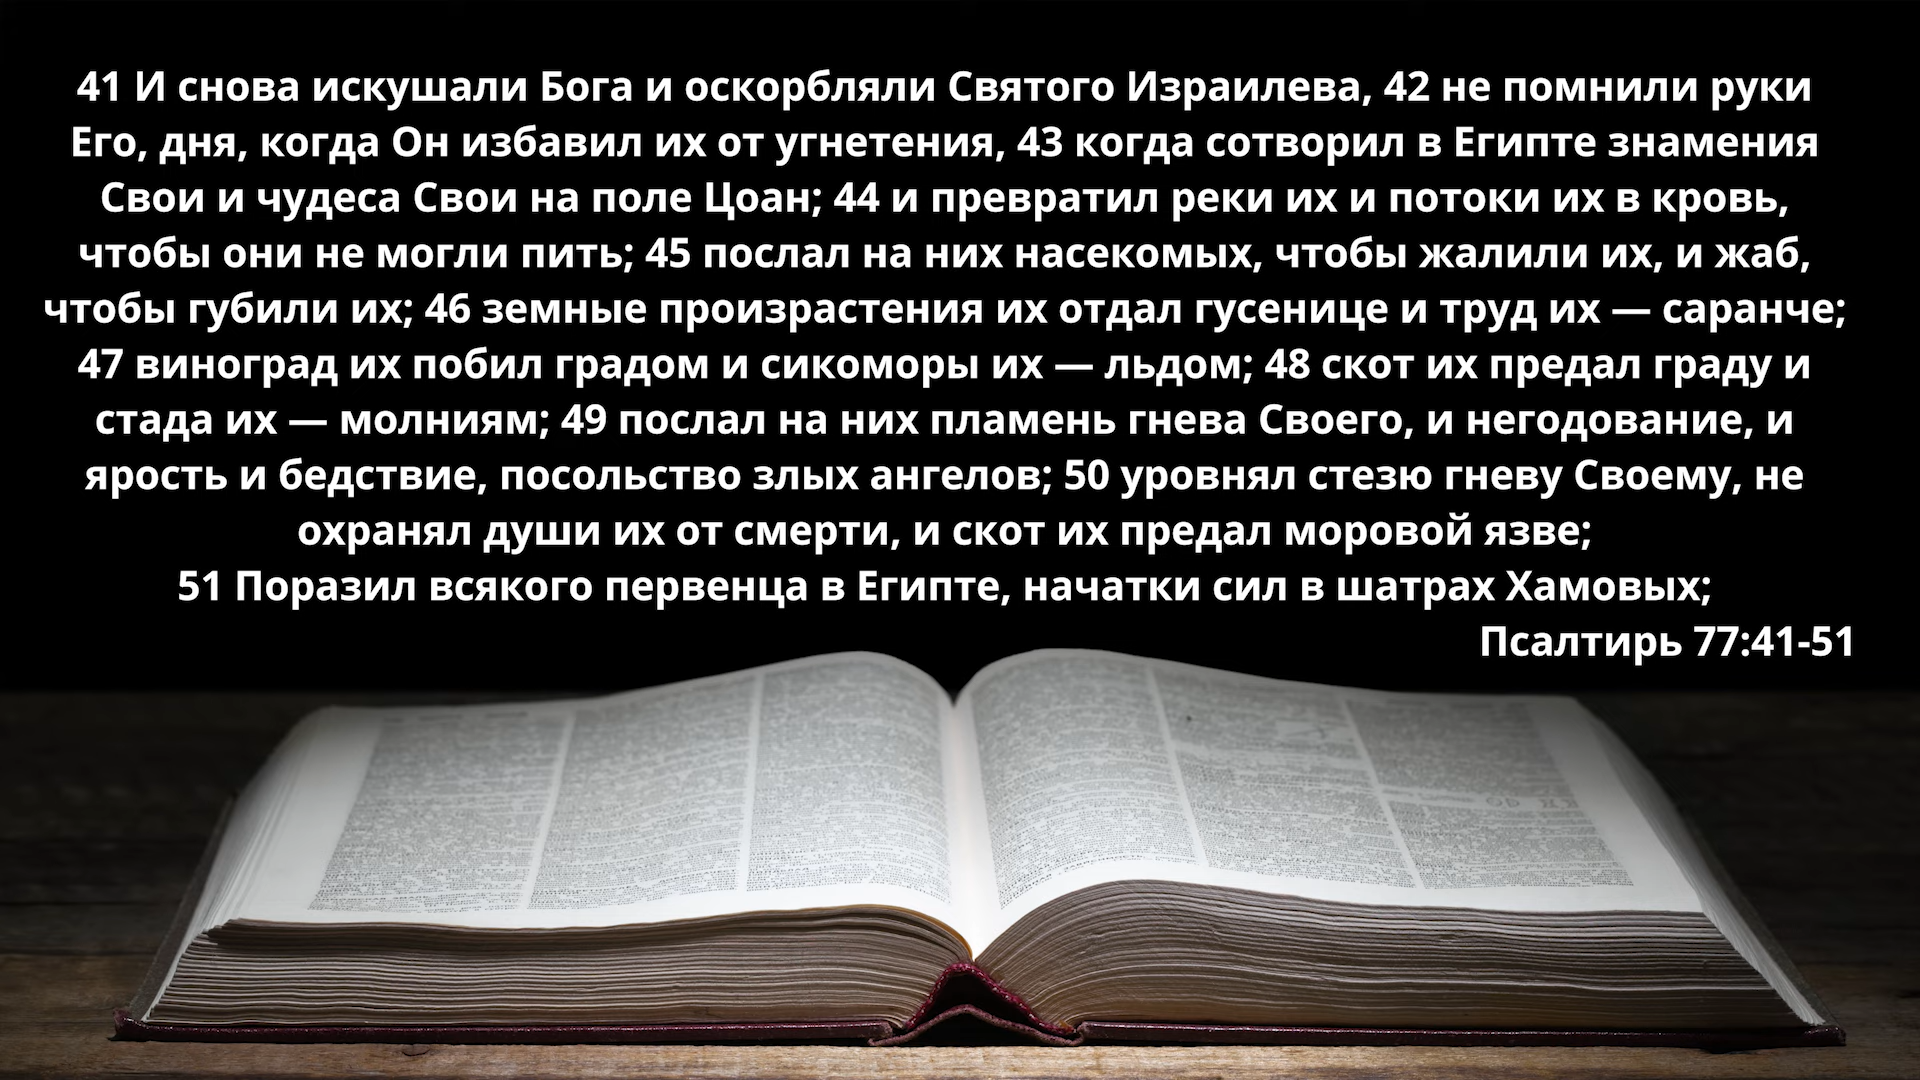 41 И снова искушали Бога и оскорбляли Святого Израилева, 42 не помнили руки
Его, дня, когда Он избавил их от угнетения, 43 когда сотворил в Египте знамения
Свои и чудеса Свои на поле Цоан; 44 и превратил реки их и потоки их в кровь,
чтобы они не могли пить; 45 послал на них насекомых, чтобы жалили их, и жаб,
чтобы губили их; 46 земные произрастения их отдал гусенице и труд их — саранче;
47 виноград их побил градом и сикоморы их — льдом; 48 скот их предал граду и
стада их — молниям; 49 послал на них пламень гнева Своего, и негодование, и
ярость и бедствие, посольство злых ангелов; 50 уровнял стезю гневу Своему, не
охранял души их от смерти, и скот их предал моровой язве;
51 Поразил всякого первенца в Египте, начатки сил в шатрах Хамовых;
Псалтирь 77:41-51